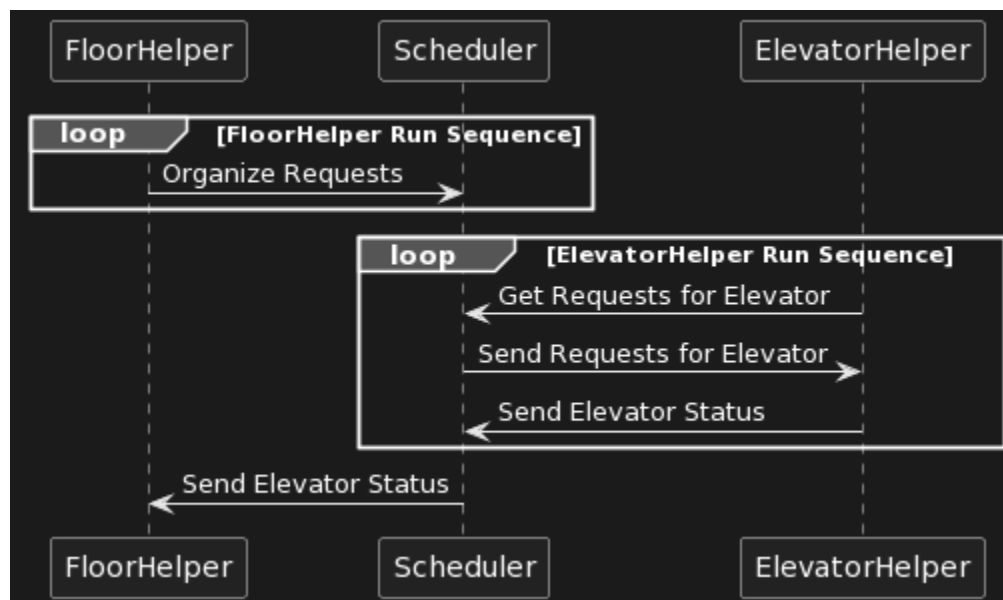 FloorHelper Scheduler ElevatorHelper
loop [FloorHelper Run Sequence]
Organize Requests
loop [ElevatorHelper Run Sequence]
Get Requests for Elevator
Send Requests for Elevator
Send Elevator Status
Send Elevator Status
FloorHelper Scheduler ElevatorHelper